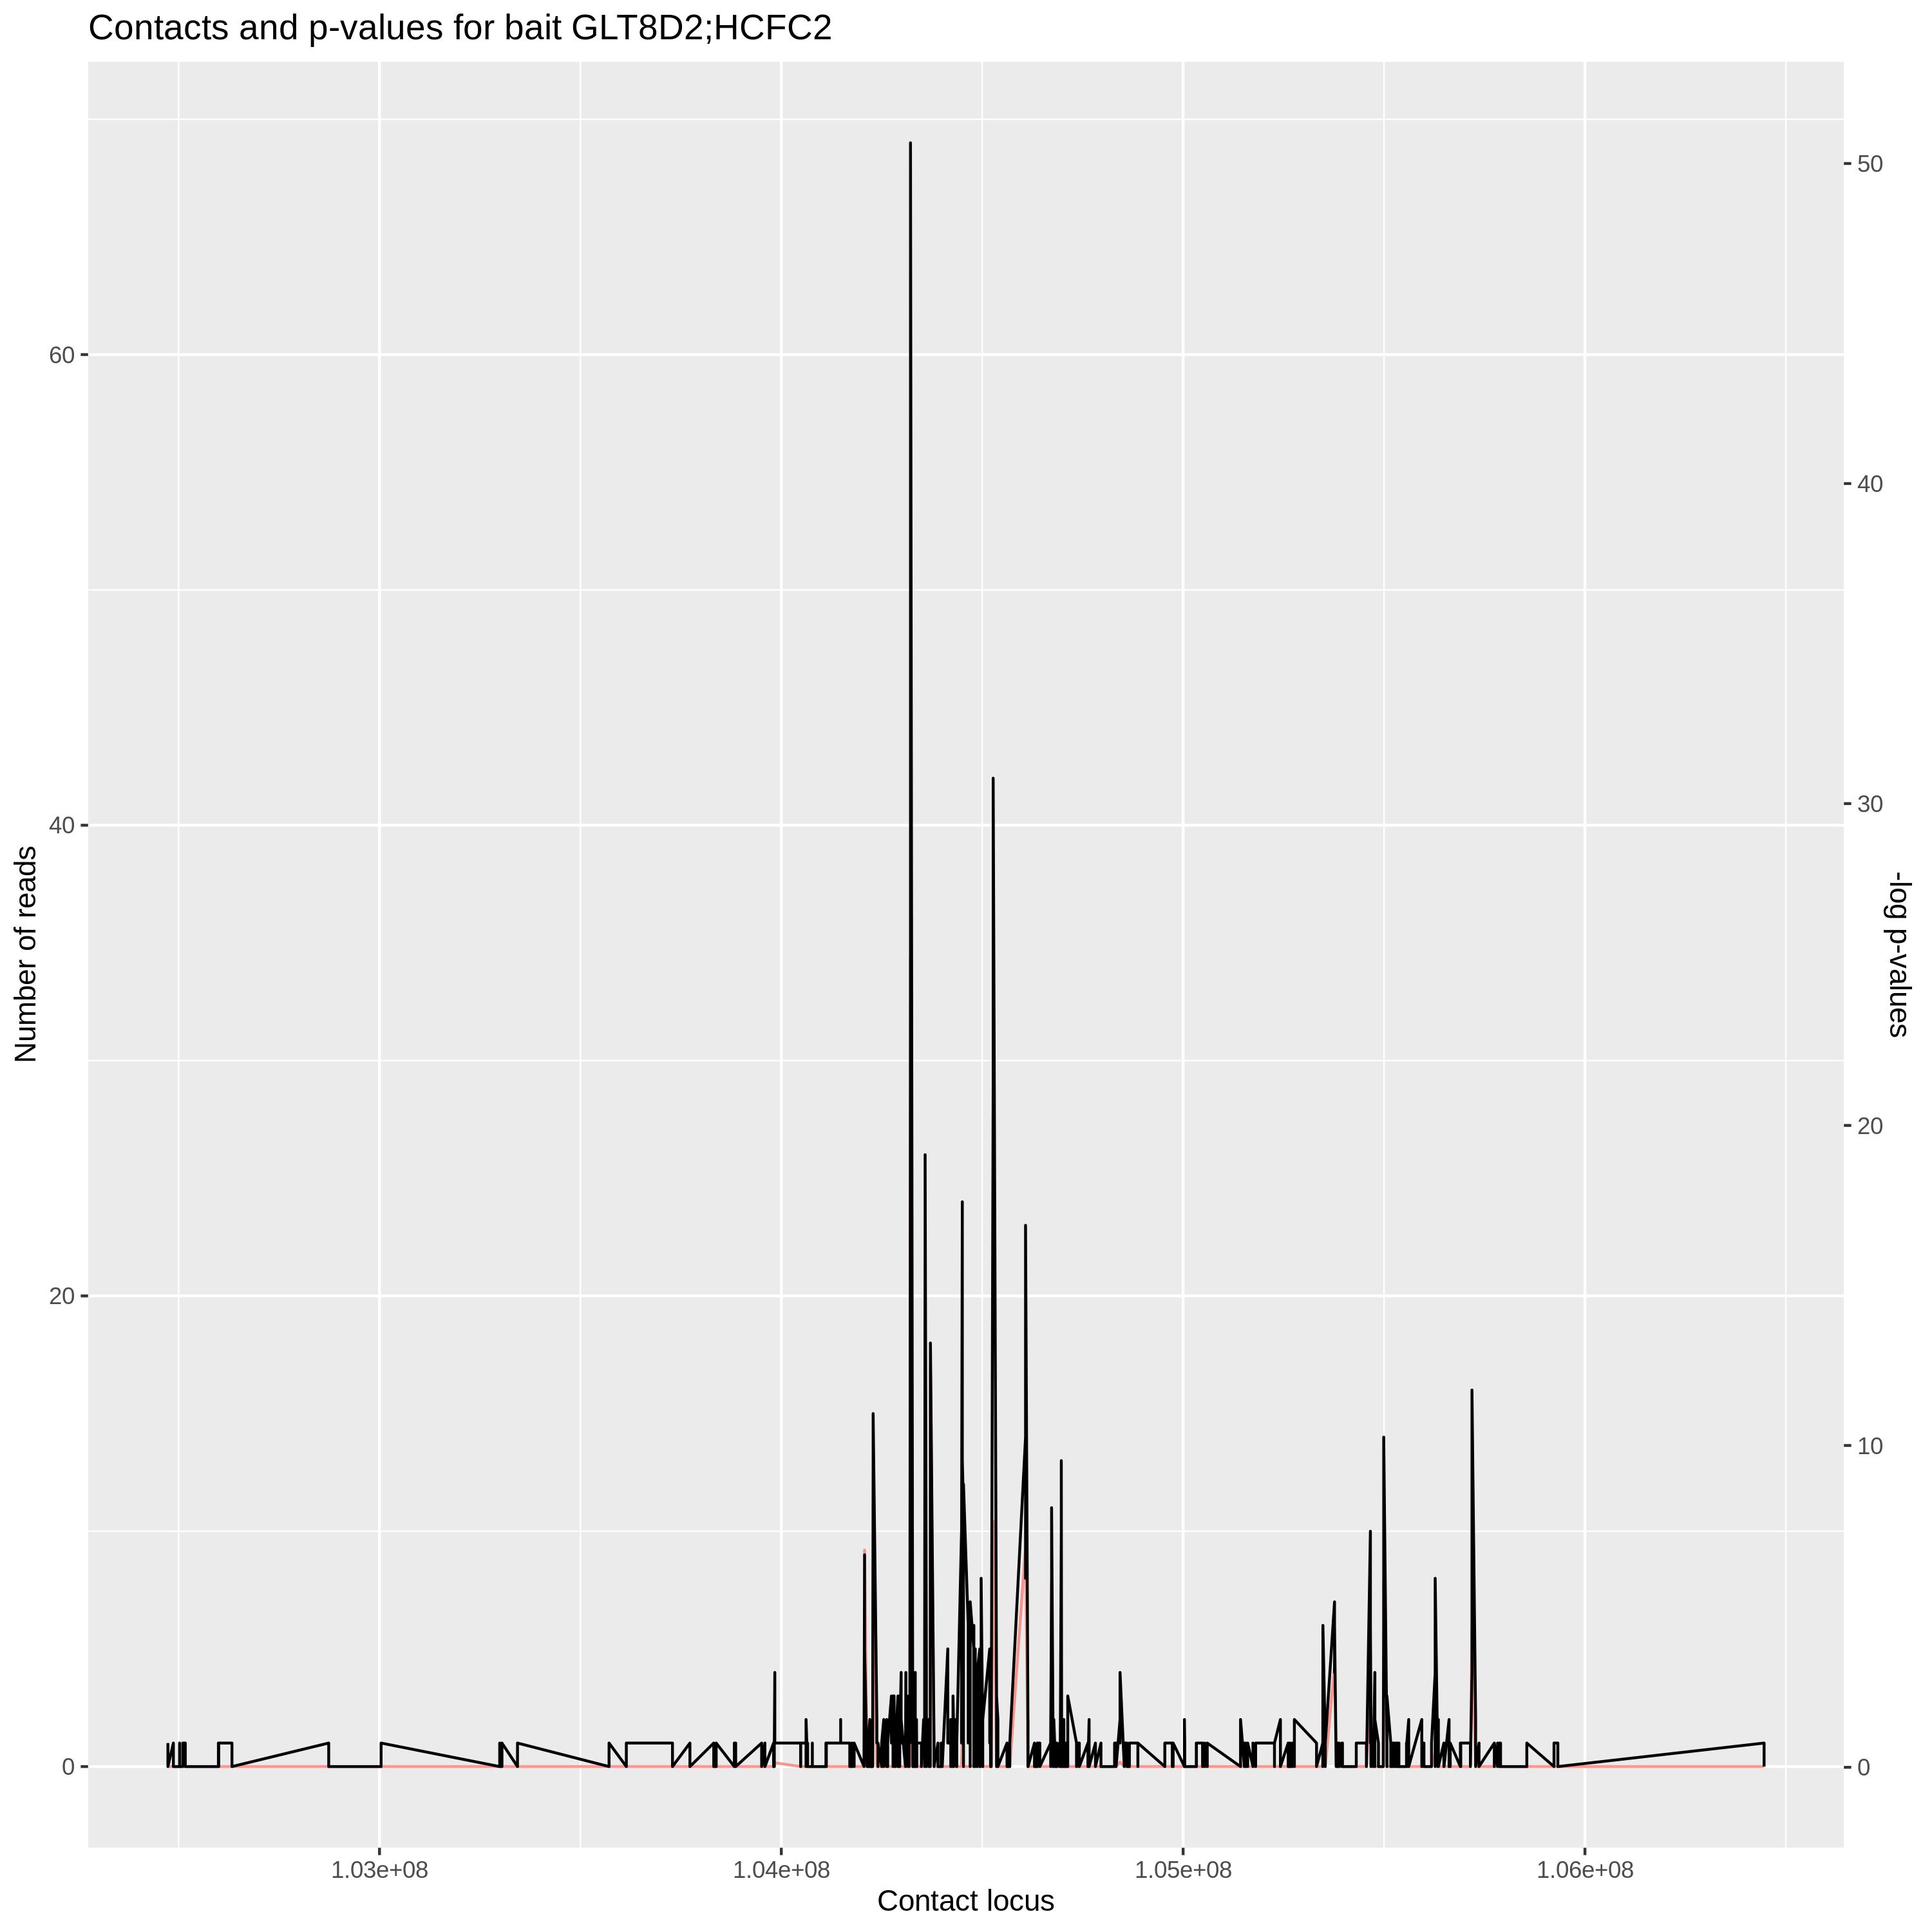 Contacts and p-values for bait GLT8D2;HCFC2
60
40
20
0
Number of reads
50
40
30
20
10
0
-log p-values
1.03e+08
1.04e+08
1.05e+08
1.06e+08
Contact locus